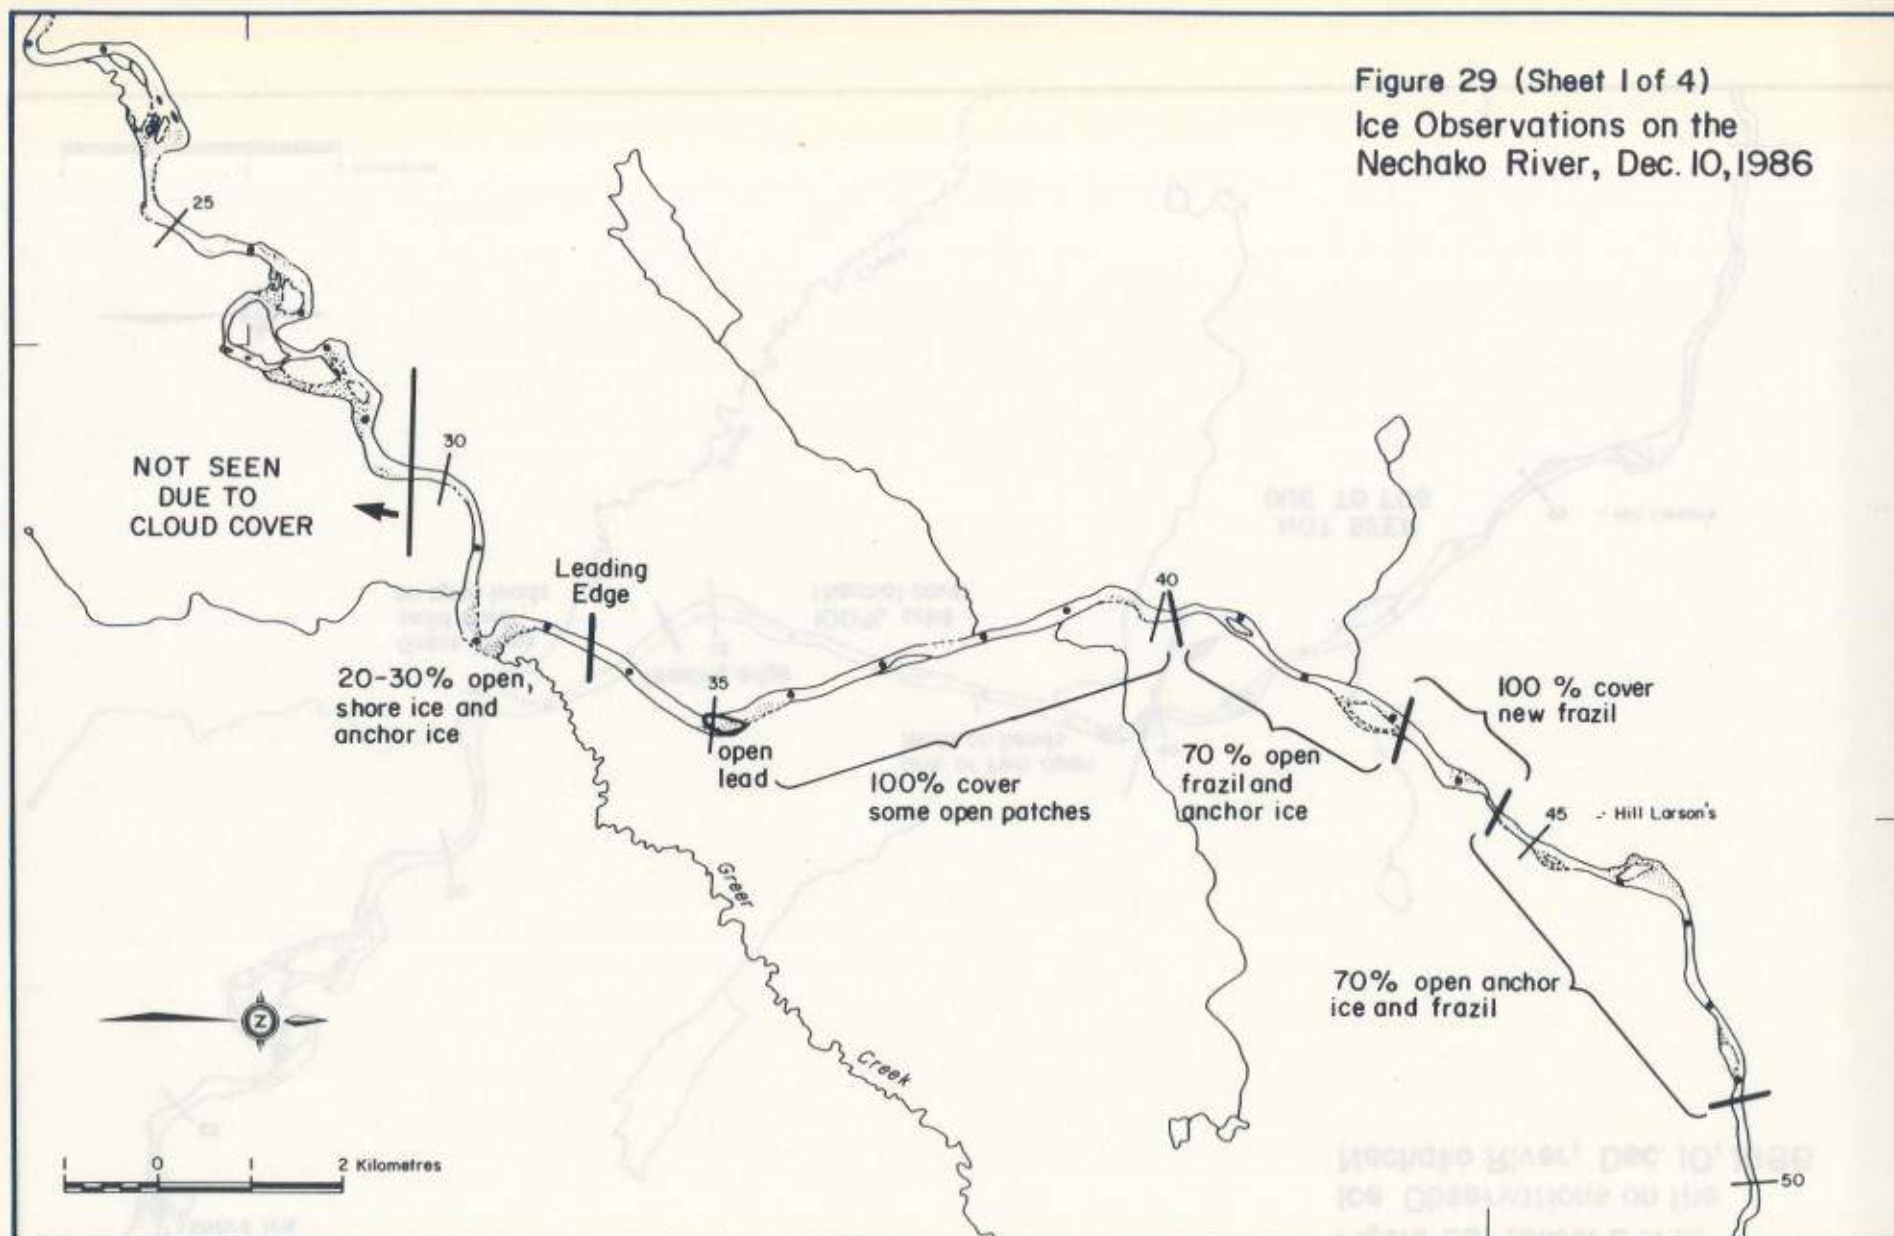 Figure 29 (Sheet 1 of 4)
Ice Observations on the
Nechako River, Dec. 10, 1986
25
30
NOT SEEN
DUE TO
CLOUD COVER
Leading
Edge
40
20-30% open,
shore ice and
anchor ice
35
open
lead
100% cover
some open patches
70 % open
frazil and
anchor ice
100 % cover
new frazil
45
Hill Larson's
Greer
Creek
70% open anchor
ice and frazil
N
1 0 1 2 Kilometres
50